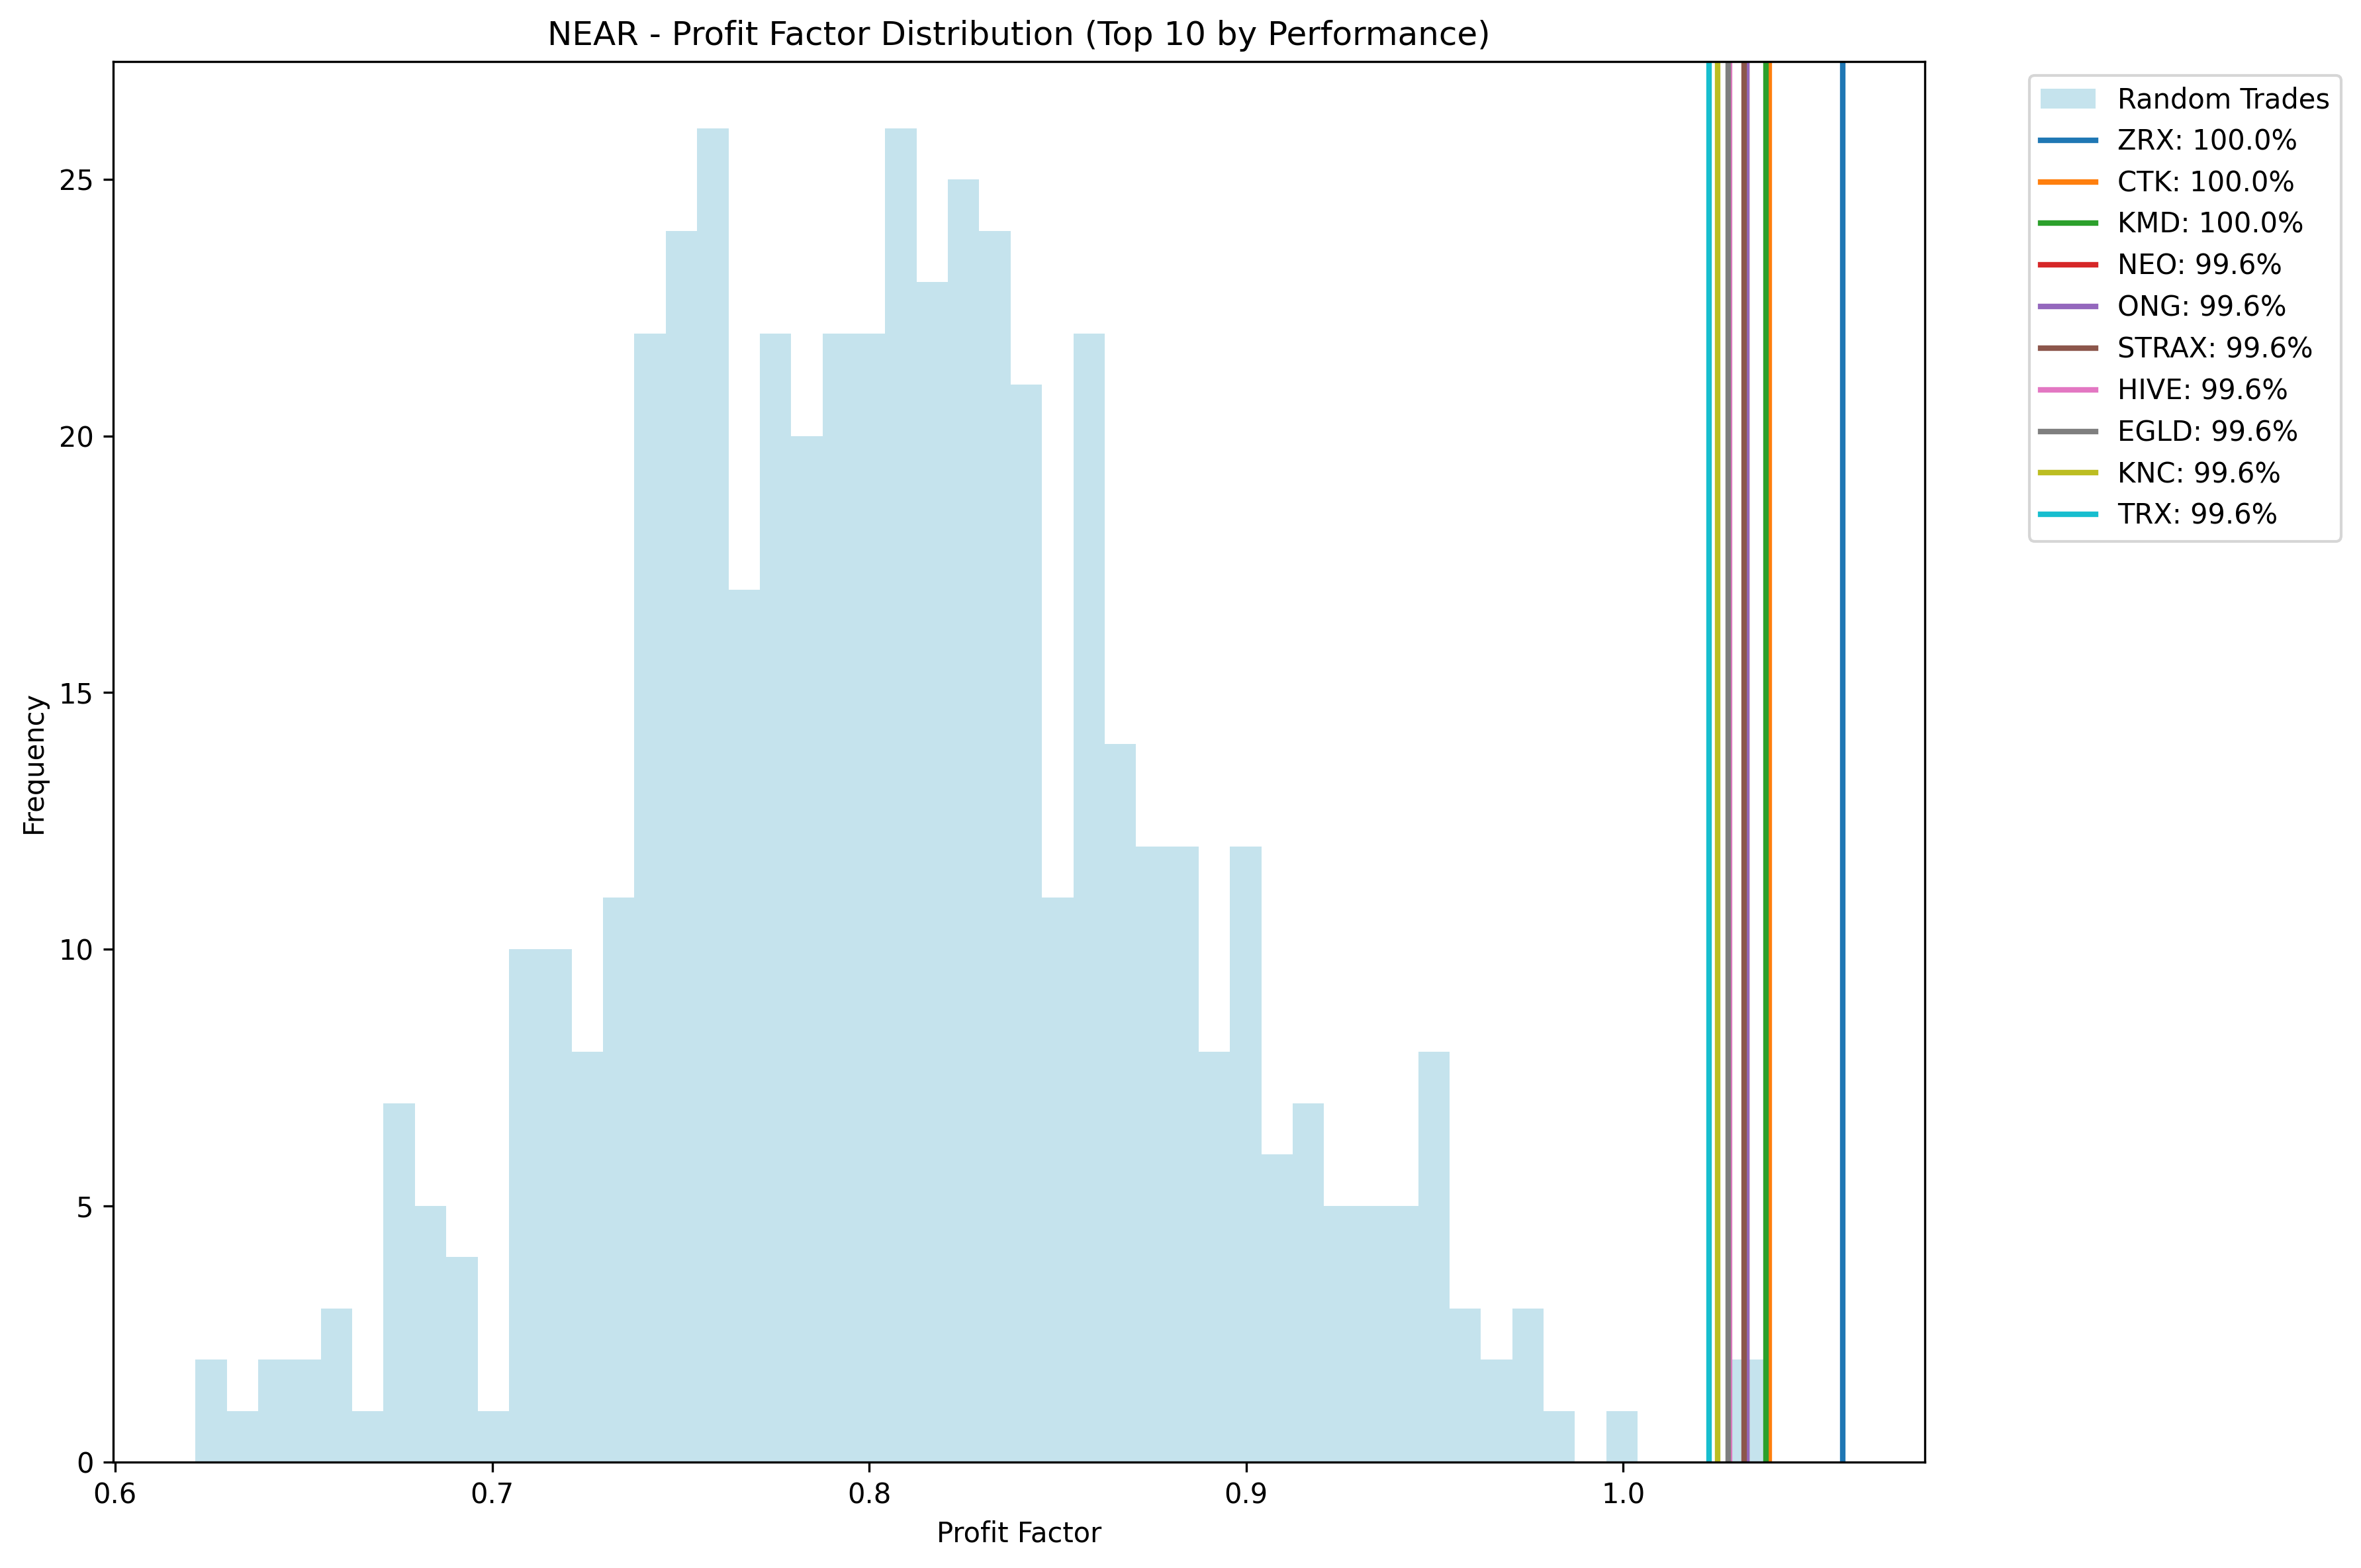 NEAR - Profit Factor Distribution (Top 10 by Performance)
Random Trades
ZRX: 100.0%
CTK: 100.0%
KMD: 100.0%
NEO: 99.6%
ONG: 99.6%
STRAX: 99.6%
HIVE: 99.6%
EGLD: 99.6%
KNC: 99.6%
TRX: 99.6%
Frequency
25
20
15
10
5
0
0.6
0.7
0.8
0.9
1.0
Profit Factor